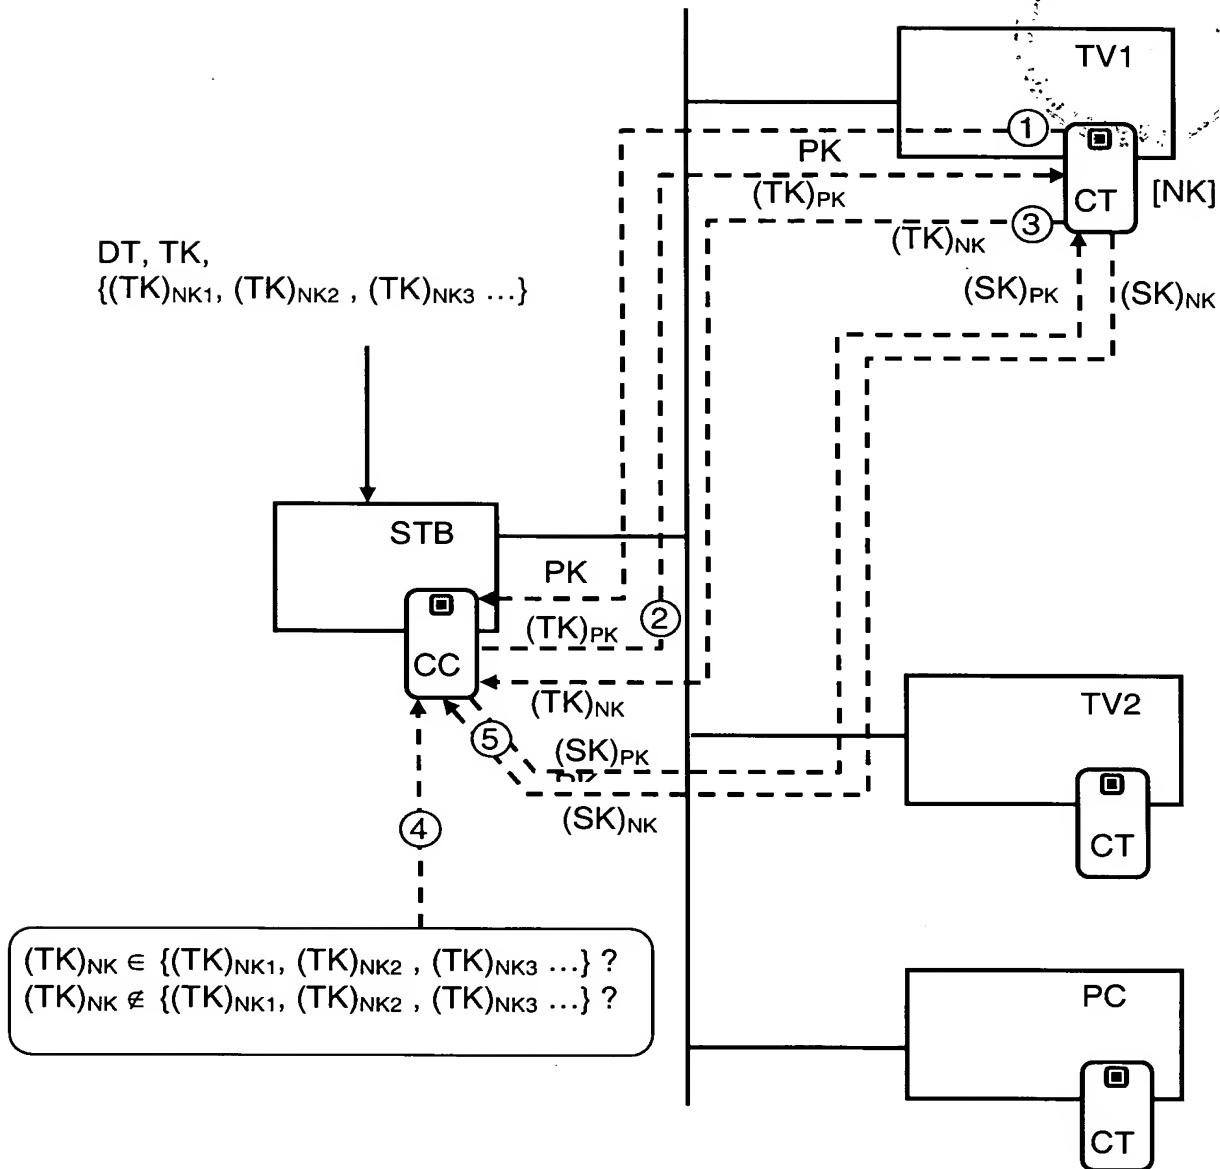 TV1
①
PK
(TK)PK
CT
[NK]
③
(TK)NK
DT, TK,
{(TK)NK1, (TK)NK2 , (TK)NK3 ...}
(SK)PK
(SK)NK
STB
PK
②
(TK)PK
CC
(TK)NK
TV2
⑤
(SK)PK
(SK)NK
④
CT
(TK)NK ∈ {(TK)NK1, (TK)NK2 , (TK)NK3 ...} ?
(TK)NK ∉ {(TK)NK1, (TK)NK2 , (TK)NK3 ...} ?
PC
CT